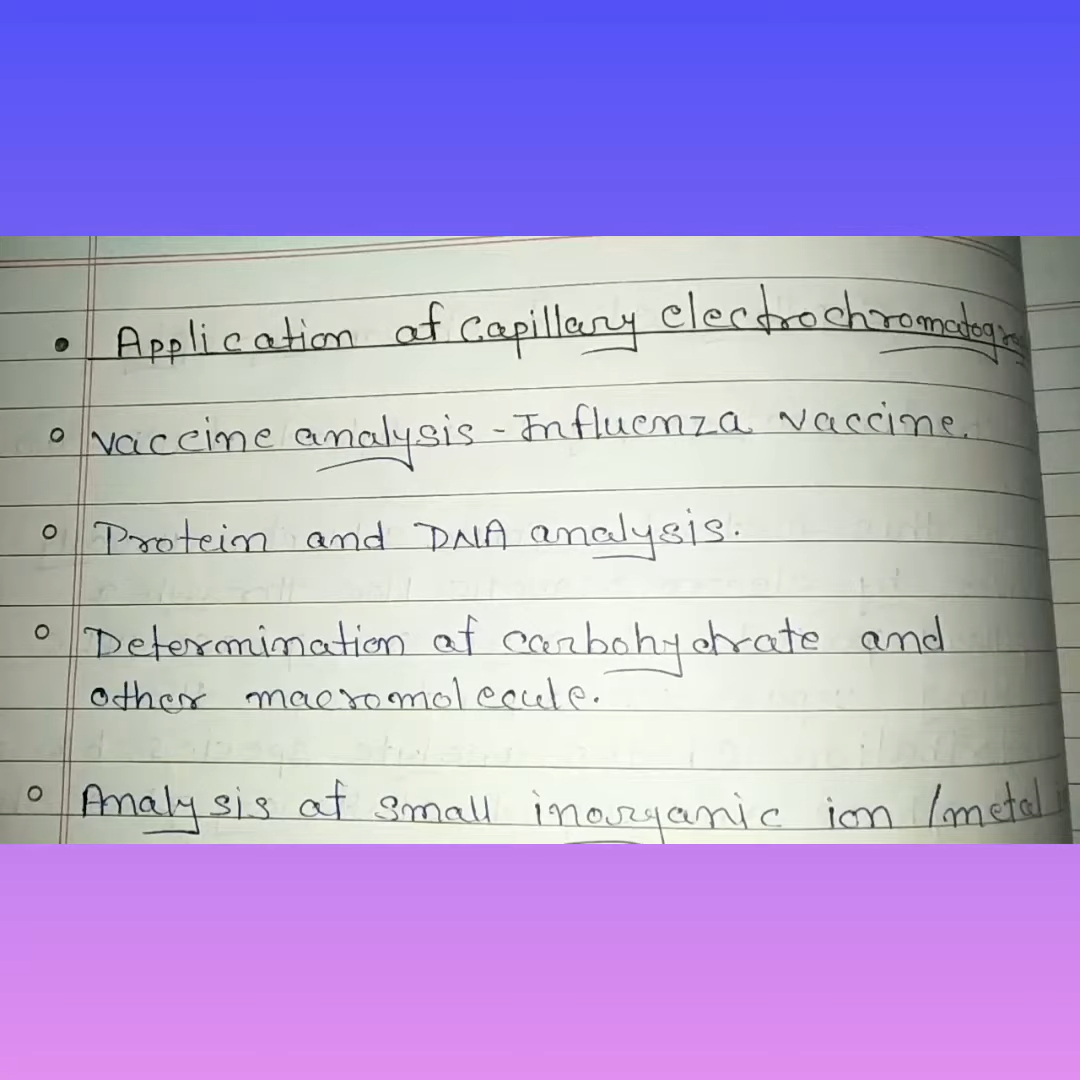 • Application of capillary electrochromatogra
○ vaccine analysis - Influenza vaccine.
○ Protein and DNA analysis.
○ Determination of carbohydrate and
other macromolecule.
○ Analysis of small inorganic ion /metal